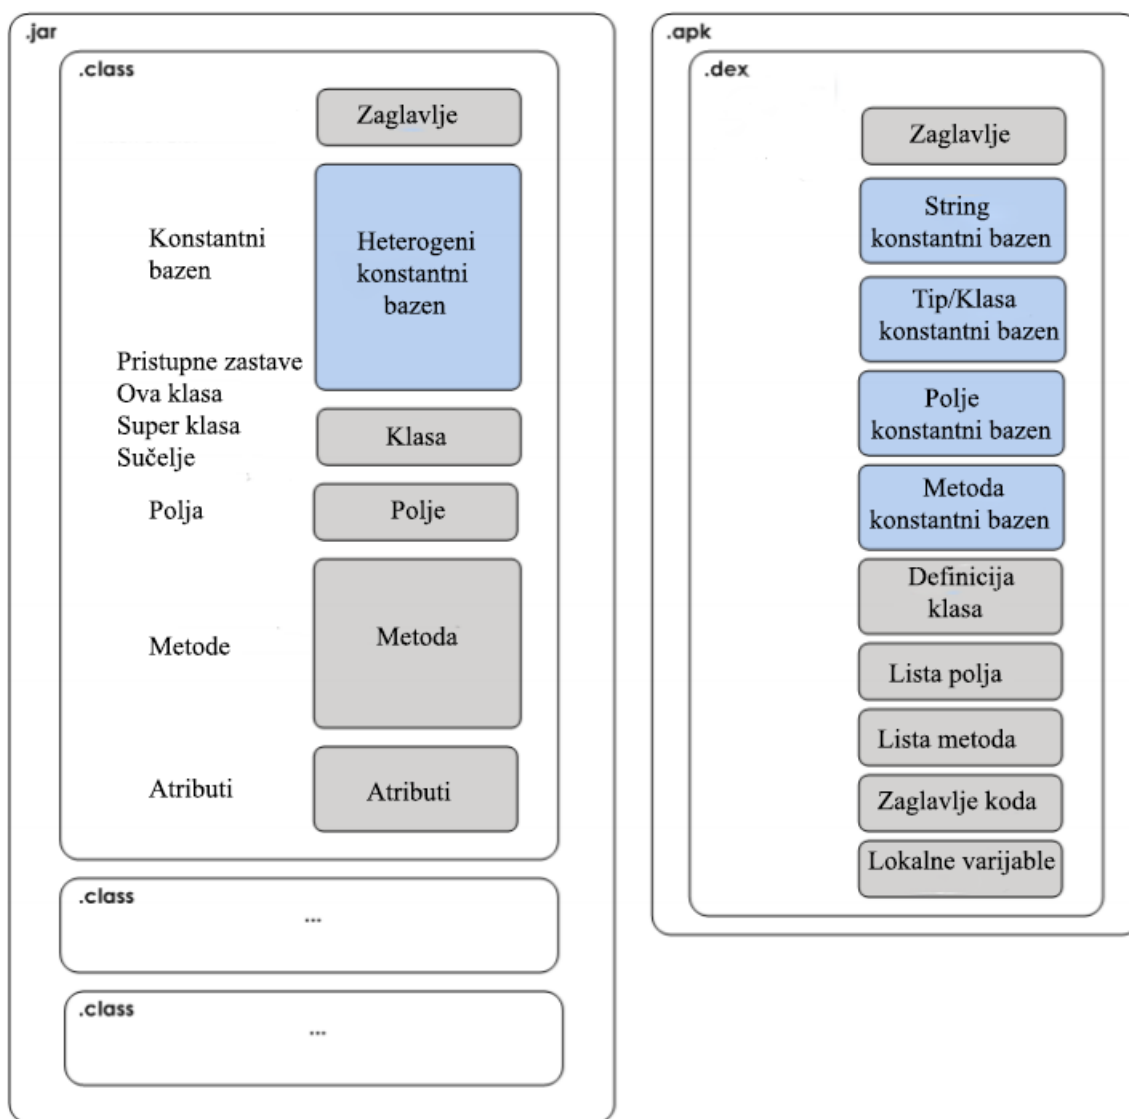 .jar
.class
Zaglavlje
Konstantni
bazen
Heterogeni
konstantni
bazen
Pristupne zastave
Ova klasa
Super klasa
Sučelje
Klasa
Polja
Polje
Metode
Metoda
Atributi
Atributi
.class
...
.class
...
.apk
.dex
Zaglavlje
String
konstantni bazen
Tip/Klasa
konstantni bazen
Polje
konstantni bazen
Metoda
konstantni bazen
Definicija
klasa
Lista polja
Lista metoda
Zaglavlje koda
Lokalne varijable